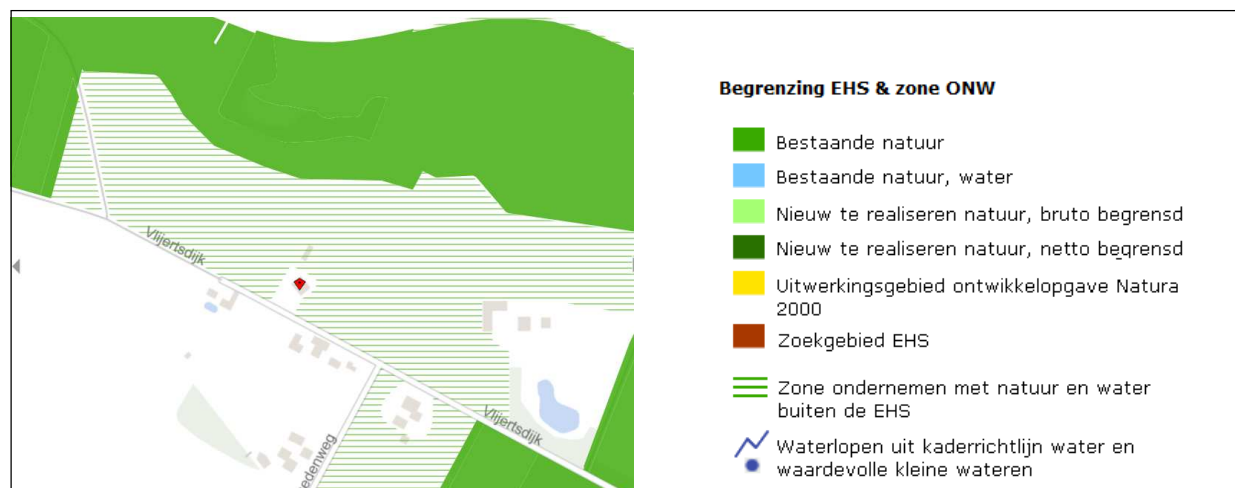 Begrenzing EHS & zone ONW
Bestaande natuur
Bestaande natuur, water
Nieuw te realiseren natuur, bruto begrensd
Nieuw te realiseren natuur, netto begrensd
Uitwerkingsgebied ontwikkelopgave Natura
2000
Zoekgebied EHS
Zone ondernemen met natuur en water
buiten de EHS
Waterlopen uit kaderrichtlijn water en
waardevolle kleine wateren
Vlijertsdijk
Vlijertsdijk
edenweg